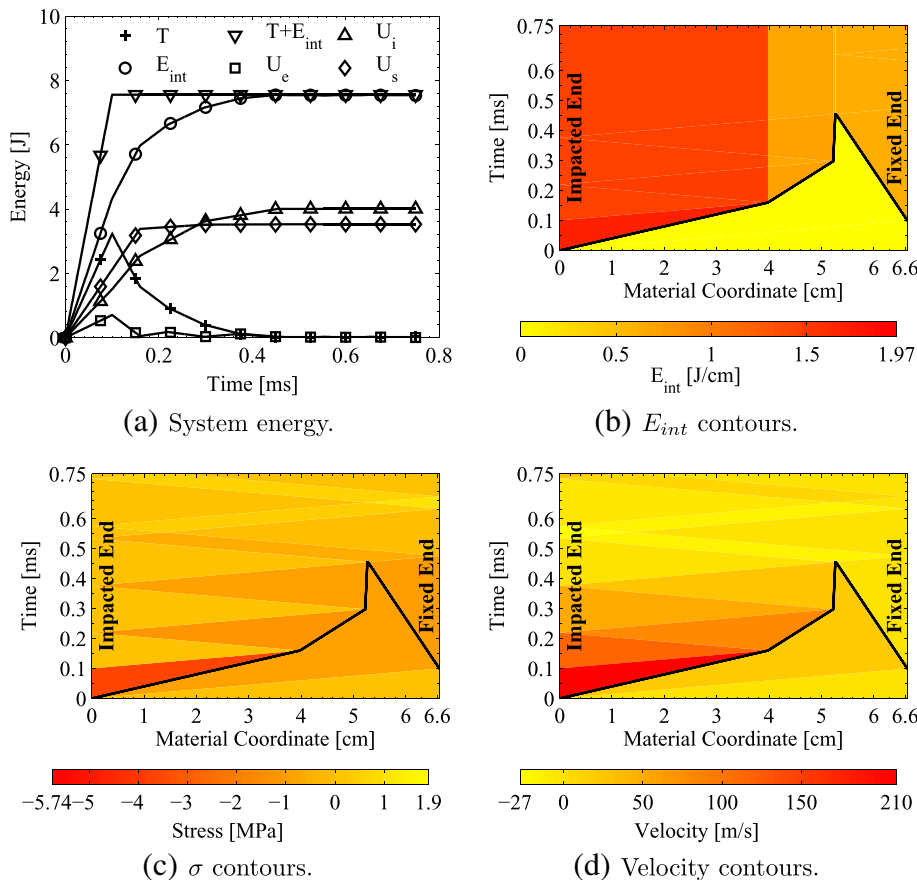 10
8
6
4
2
0
Energy [J]
T
T+E_int
U_i
E_int
U_e
U_s
0
0.2
0.4
0.6
0.8
Time [ms]
(a) System energy.
0.75
0.6
0.5
0.4
0.3
0.2
0.1
0
Time [ms]
Impacted End
Fixed End
0 1 2 3 4 5 6 6.6
Material Coordinate [cm]
0 0.5 1 1.5 1.97
E_int [J/cm]
(b) E_int contours.
0.75
0.6
0.5
0.4
0.3
0.2
0.1
0
Time [ms]
Impacted End
Fixed End
0 1 2 3 4 5 6 6.6
Material Coordinate [cm]
−5.74 −5 −4 −3 −2 −1 0 1 1.9
Stress [MPa]
(c) σ contours.
0.75
0.6
0.5
0.4
0.3
0.2
0.1
0
Time [ms]
Impacted End
Fixed End
0 1 2 3 4 5 6 6.6
Material Coordinate [cm]
−27 0 50 100 150 210
Velocity [m/s]
(d) Velocity contours.